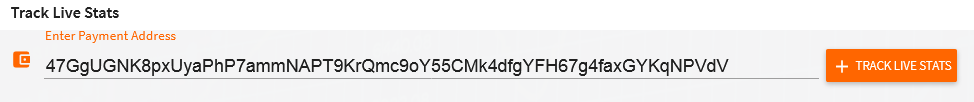 Track Live Stats
Enter Payment Address
47GgUGNK8pxUyaPhP7ammNAPT9KrQmc9oY55CMk4dfgYFH67g4faxGYKqNPVdV
+ TRACK LIVE STATS